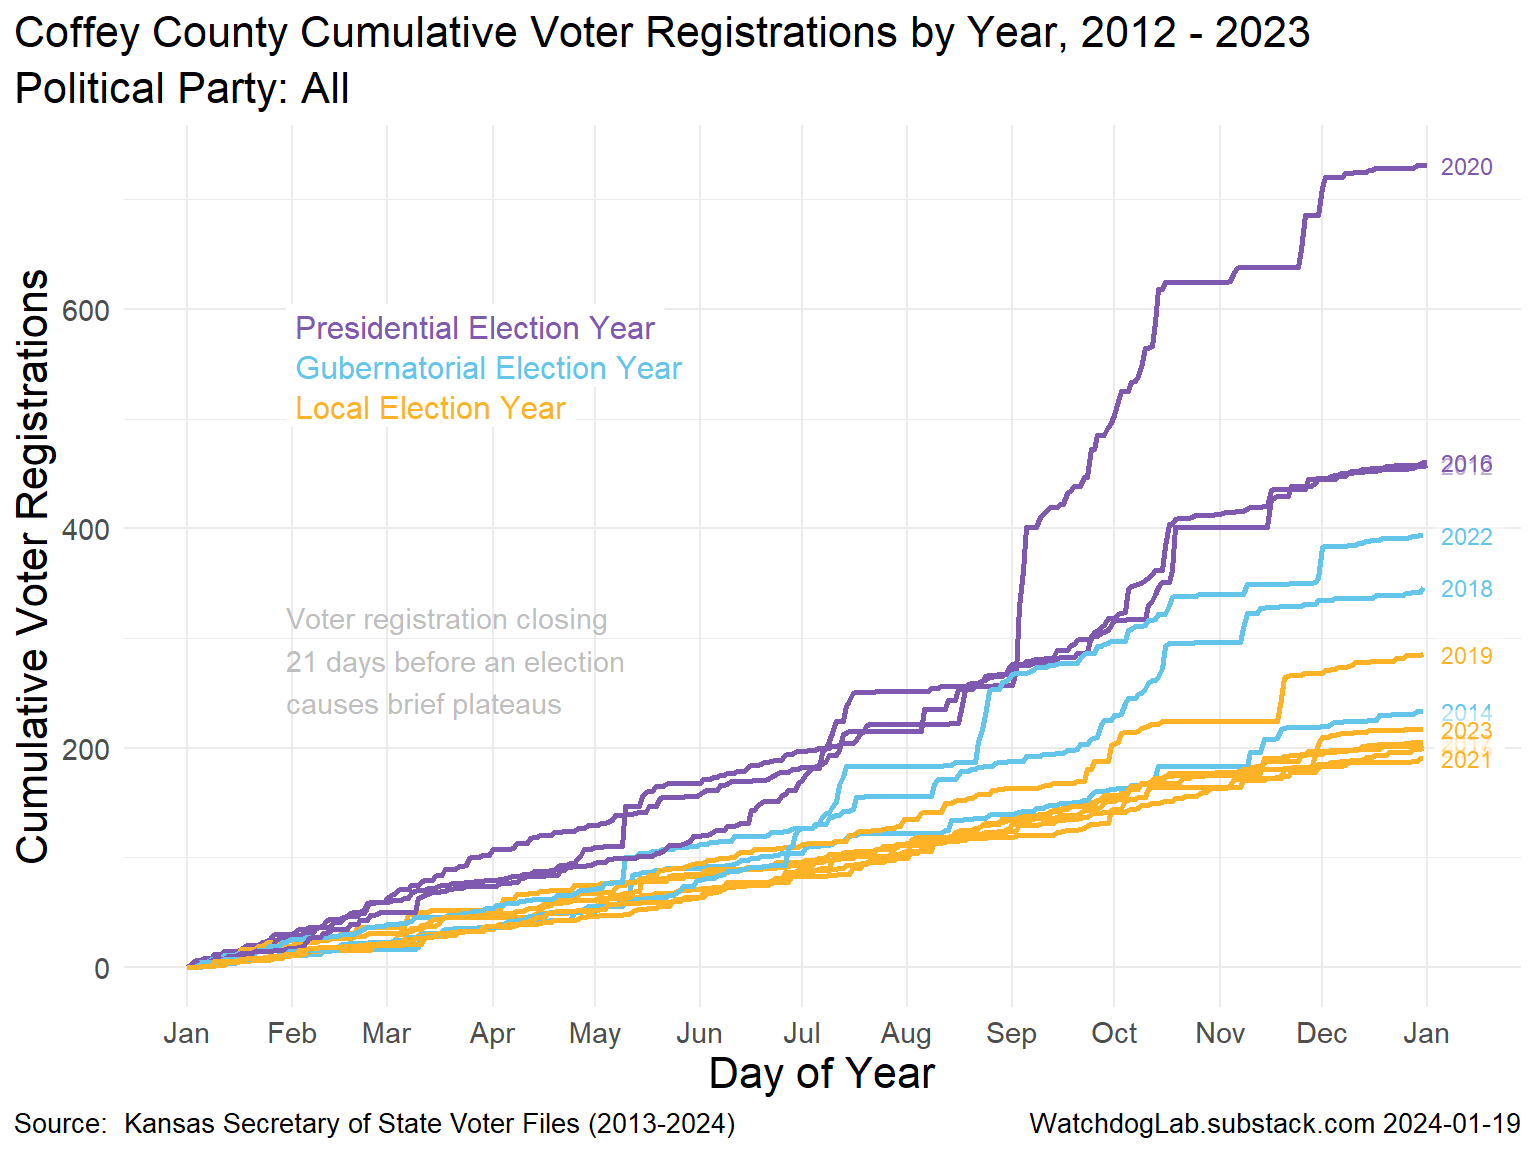 Coffey County Cumulative Voter Registrations by Year, 2012 - 2023
Political Party: All
Cumulative Voter Registrations
600
400
200
0
Presidential Election Year
Gubernatorial Election Year
Local Election Year
Voter registration closing
21 days before an election
causes brief plateaus
2020
2016
2012
2022
2018
2019
2014
2023
2021
Jan Feb Mar Apr May Jun Jul Aug Sep Oct Nov Dec Jan
Day of Year
Source:  Kansas Secretary of State Voter Files (2013-2024)
WatchdogLab.substack.com 2024-01-19